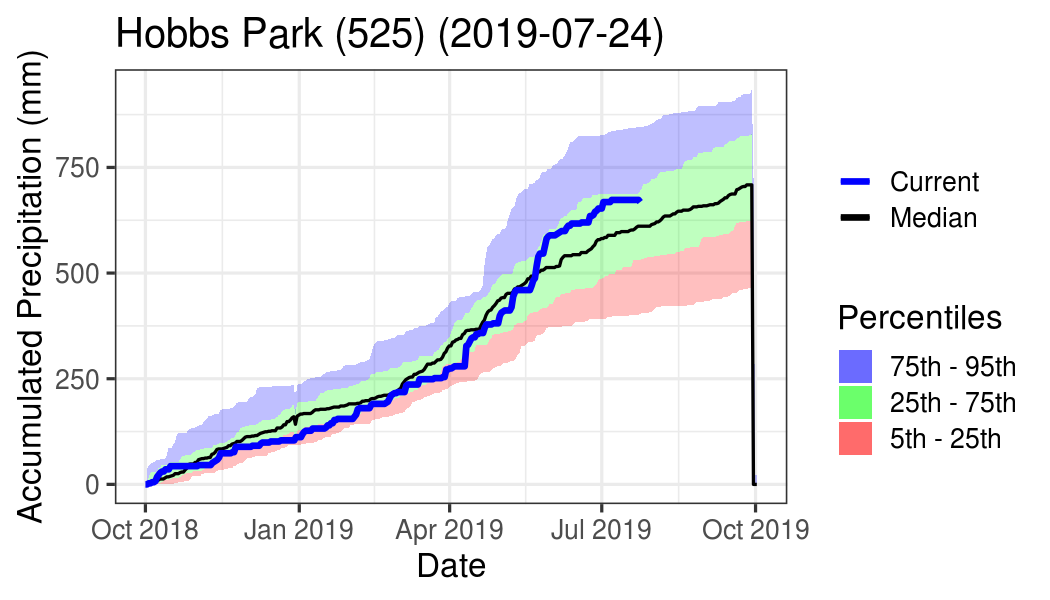 Hobbs Park (525) (2019-07-24)
Accumulated Precipitation (mm)
750
500
250
0
Oct 2018
Jan 2019
Apr 2019
Jul 2019
Oct 2019
Date
Current
Median
Percentiles
75th - 95th
25th - 75th
5th - 25th